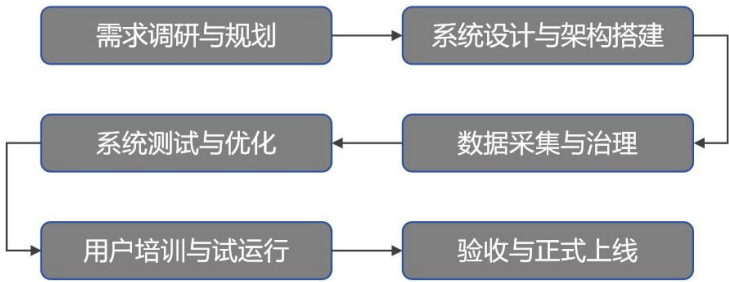 需求调研与规划
系统设计与架构搭建
数据采集与治理
系统测试与优化
用户培训与试运行
验收与正式上线